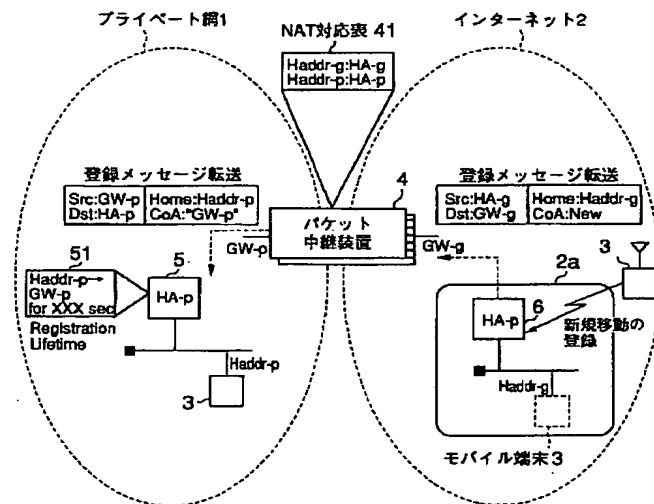 プライベート網1
インターネット2
NAT対応表 41
Haddr-g:HA-g
Haddr-p:HA-p
登録メッセージ転送
Src:GW-p Home:Haddr-p
Dst:HA-p CoA:"GW-p"
登録メッセージ転送
Src:HA-g Home:Haddr-g
Dst:GW-g CoA:New
4
パケット
中継装置
GW-p
GW-g
51
Haddr-p→
GW-p
for XXX sec
Registration
Lifetime
5
HA-p
Haddr-p
3
2a
3
HA-p
6
新規移動の
登録
Haddr-g
モバイル端末3